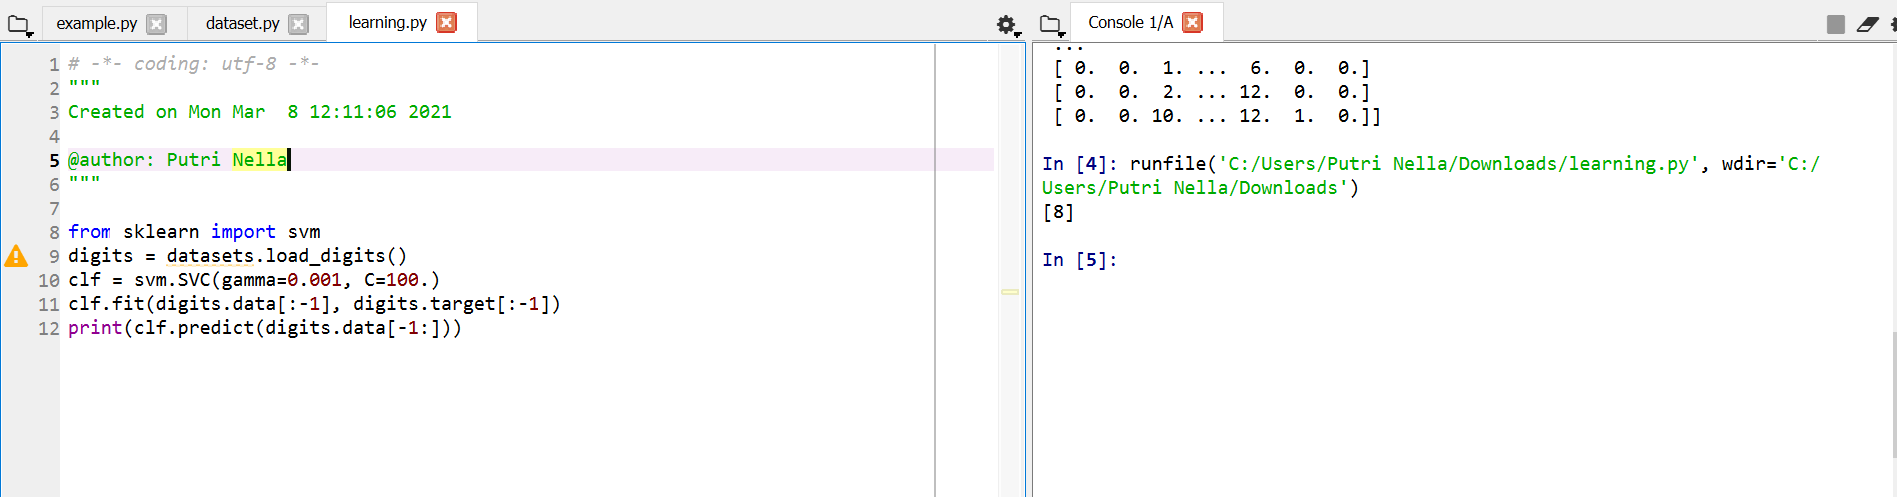 example.py
dataset.py
learning.py
1 # -*- coding: utf-8 -*-
2 """
3 Created on Mon Mar  8 12:11:06 2021
4
5 @author: Putri Nella
6 """
7
8 from sklearn import svm
9 digits = datasets.load_digits()
10 clf = svm.SVC(gamma=0.001, C=100.)
11 clf.fit(digits.data[:-1], digits.target[:-1])
12 print(clf.predict(digits.data[-1:]))
Console 1/A
...
[ 0.  0.  1. ...  6.  0.  0.]
[ 0.  0.  2. ... 12.  0.  0.]
[ 0.  0. 10. ... 12.  1.  0.]]
In [4]: runfile('C:/Users/Putri Nella/Downloads/learning.py', wdir='C:/
Users/Putri Nella/Downloads')
[8]
In [5]: